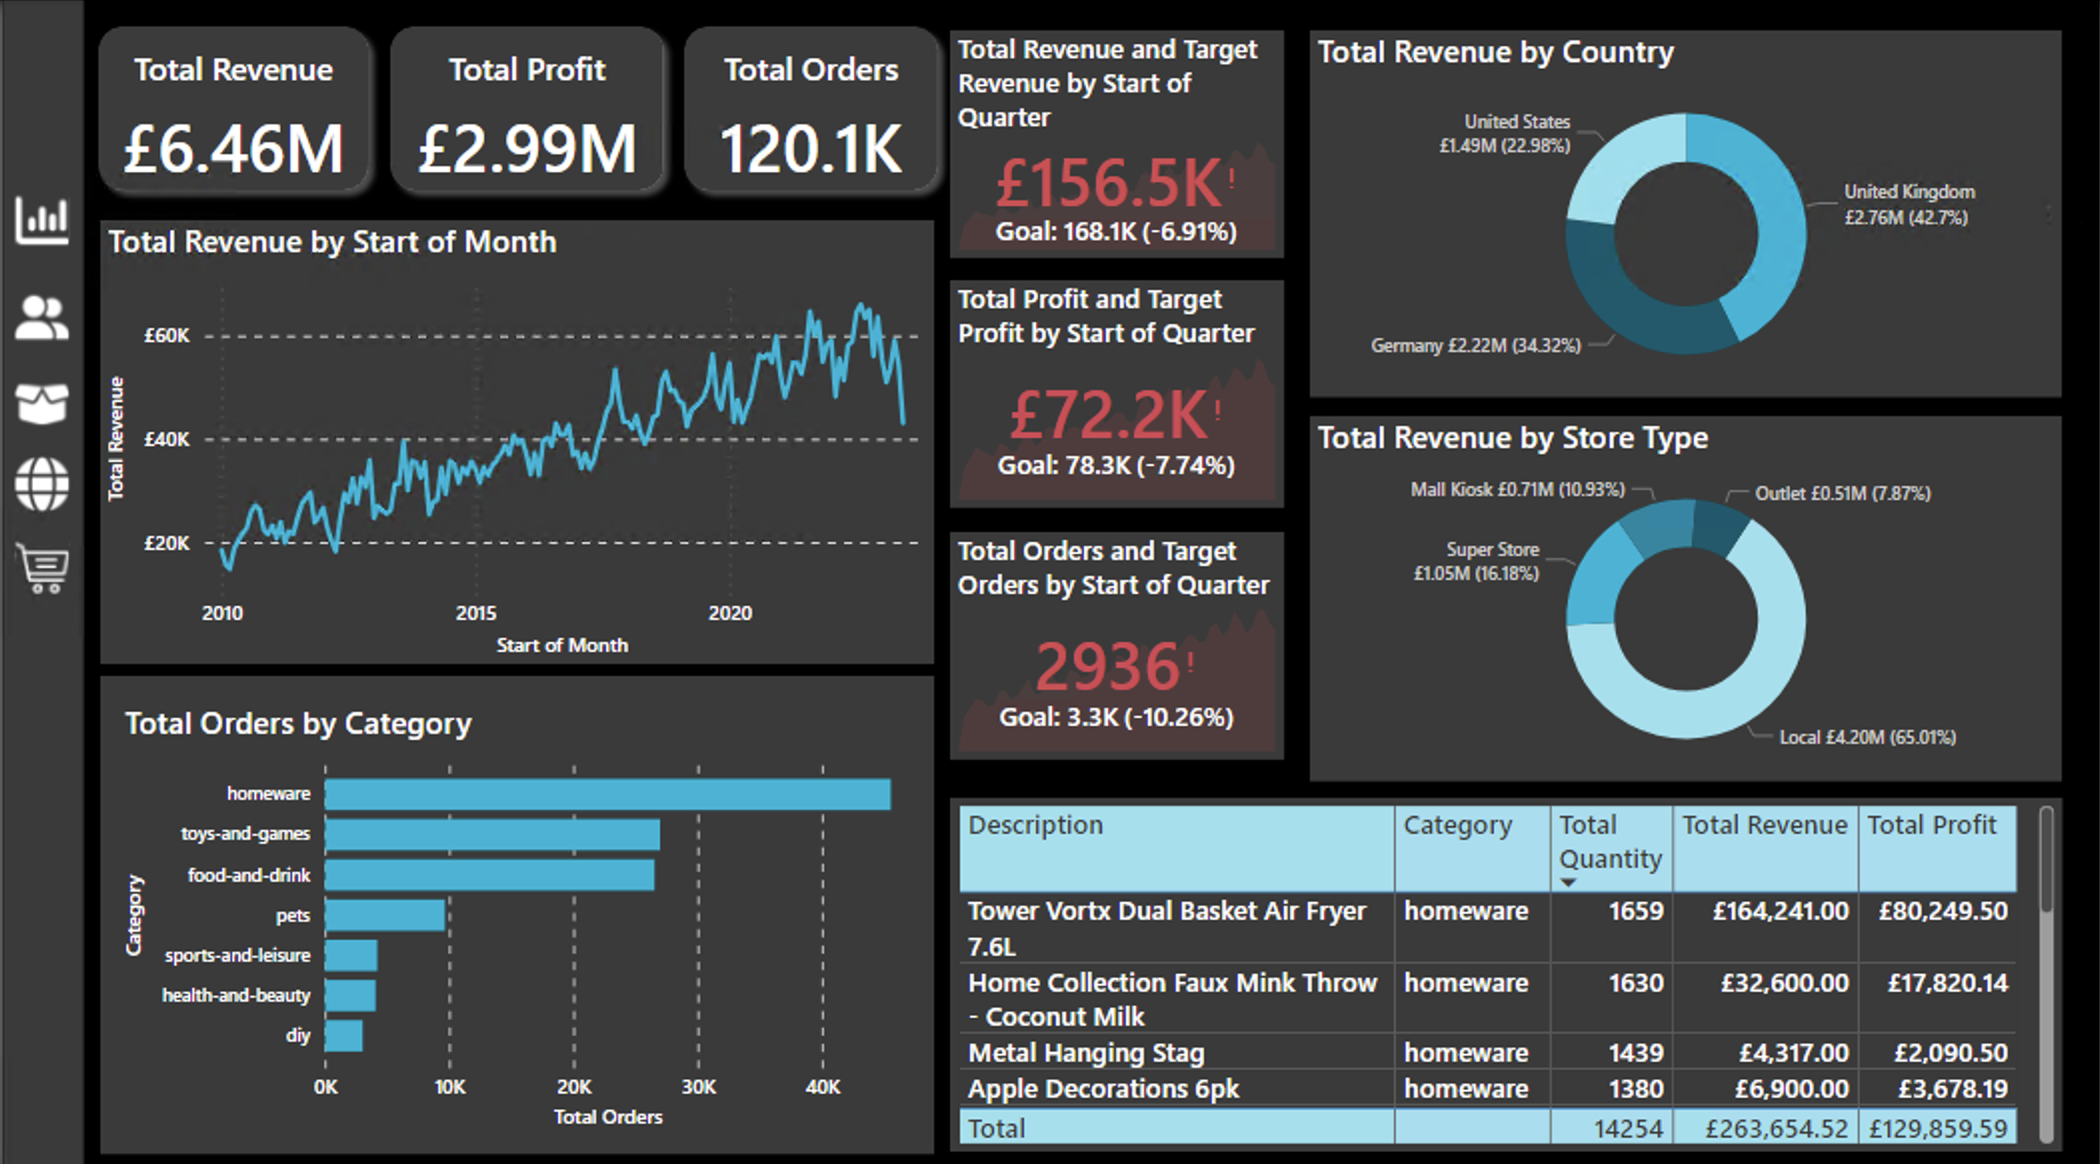 Total Revenue
£6.46M
Total Profit
£2.99M
Total Orders
120.1K
Total Revenue by Start of Month
Total Revenue
£60K
£40K
£20K
2010
2015
2020
Start of Month
Total Orders by Category
Category
homeware
toys-and-games
food-and-drink
pets
sports-and-leisure
health-and-beauty
diy
0K
10K
20K
30K
40K
Total Orders
Total Revenue and Target
Revenue by Start of
Quarter
£156.5K!
Goal: 168.1K (-6.91%)
Total Profit and Target
Profit by Start of Quarter
£72.2K!
Goal: 78.3K (-7.74%)
Total Orders and Target
Orders by Start of Quarter
2936!
Goal: 3.3K (-10.26%)
Total Revenue by Country
United States
£1.49M (22.98%)
United Kingdom
£2.76M (42.7%)
Germany £2.22M (34.32%)
Total Revenue by Store Type
Mall Kiosk £0.71M (10.93%)
Outlet £0.51M (7.87%)
Super Store
£1.05M (16.18%)
Local £4.20M (65.01%)
Description Category Total Quantity Total Revenue Total Profit
Tower Vortx Dual Basket Air Fryer homeware 1659 £164,241.00 £80,249.50
7.6L
Home Collection Faux Mink Throw homeware 1630 £32,600.00 £17,820.14
- Coconut Milk
Metal Hanging Stag homeware 1439 £4,317.00 £2,090.50
Apple Decorations 6pk homeware 1380 £6,900.00 £3,678.19
Total 14254 £263,654.52 £129,859.59